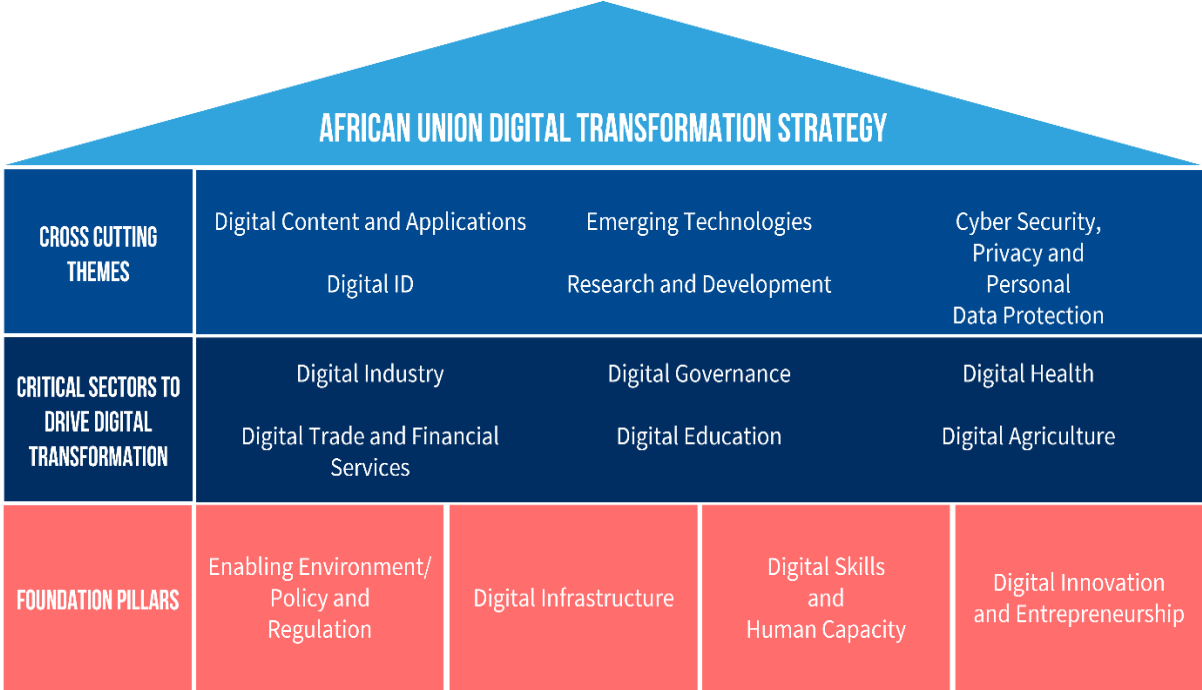 AFRICAN UNION DIGITAL TRANSFORMATION STRATEGY
CROSS CUTTING
THEMES
Digital Content and Applications
Digital ID
Emerging Technologies
Research and Development
Cyber Security,
Privacy and
Personal
Data Protection
CRITICAL SECTORS TO
DRIVE DIGITAL
TRANSFORMATION
Digital Industry
Digital Trade and Financial
Services
Digital Governance
Digital Education
Digital Health
Digital Agriculture
FOUNDATION PILLARS
Enabling Environment/
Policy and
Regulation
Digital Infrastructure
Digital Skills
and
Human Capacity
Digital Innovation
and Entrepreneurship